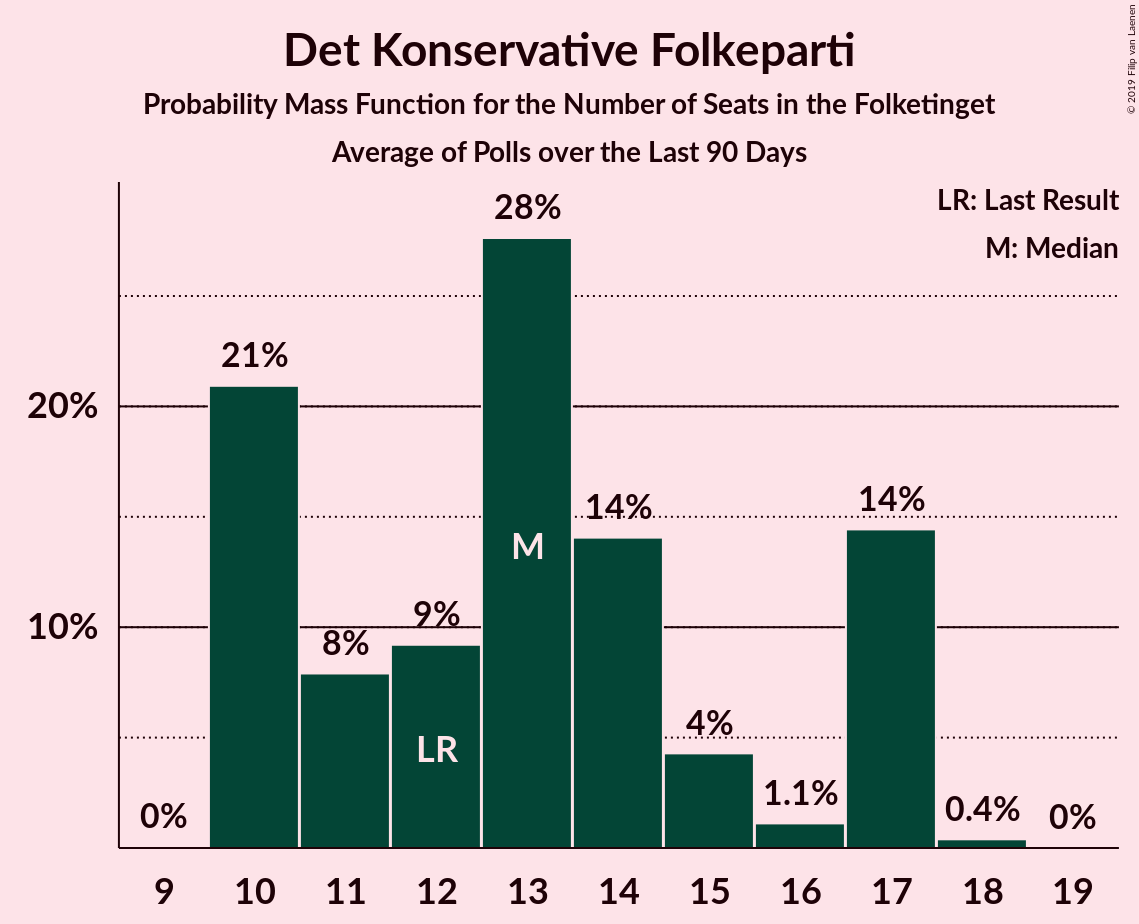 Det Konservative Folkeparti
Probability Mass Function for the Number of Seats in the Folketinget
Average of Polls over the Last 90 Days
© 2019 Filip van Laenen
LR: Last Result
M: Median
28%
21%
20%
14%
14%
M
10%
9%
8%
LR
4%
1.1%
0.4%
0%
0%
9 10 11 12 13 14 15 16 17 18 19